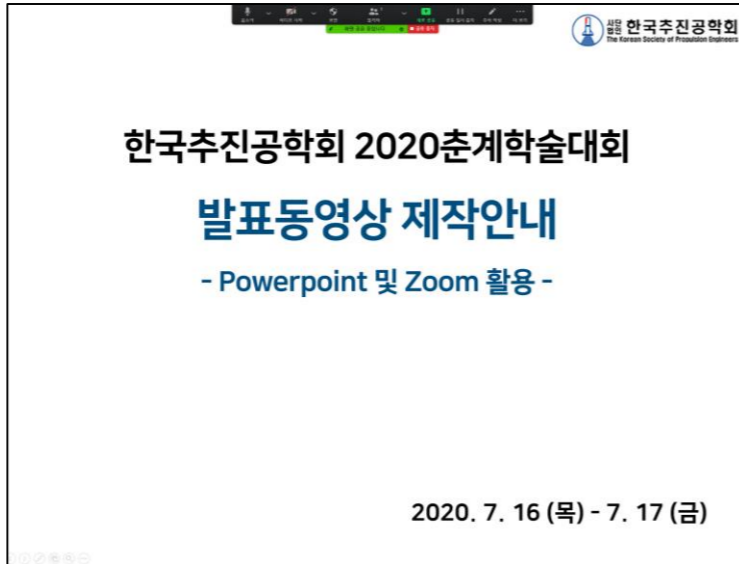 사단법인 한국추진공학회
The Korean Society of Propulsion Engineers
한국추진공학회 2020춘계학술대회
발표동영상 제작안내
- Powerpoint 및 Zoom 활용 -
2020. 7. 16 (목) - 7. 17 (금)